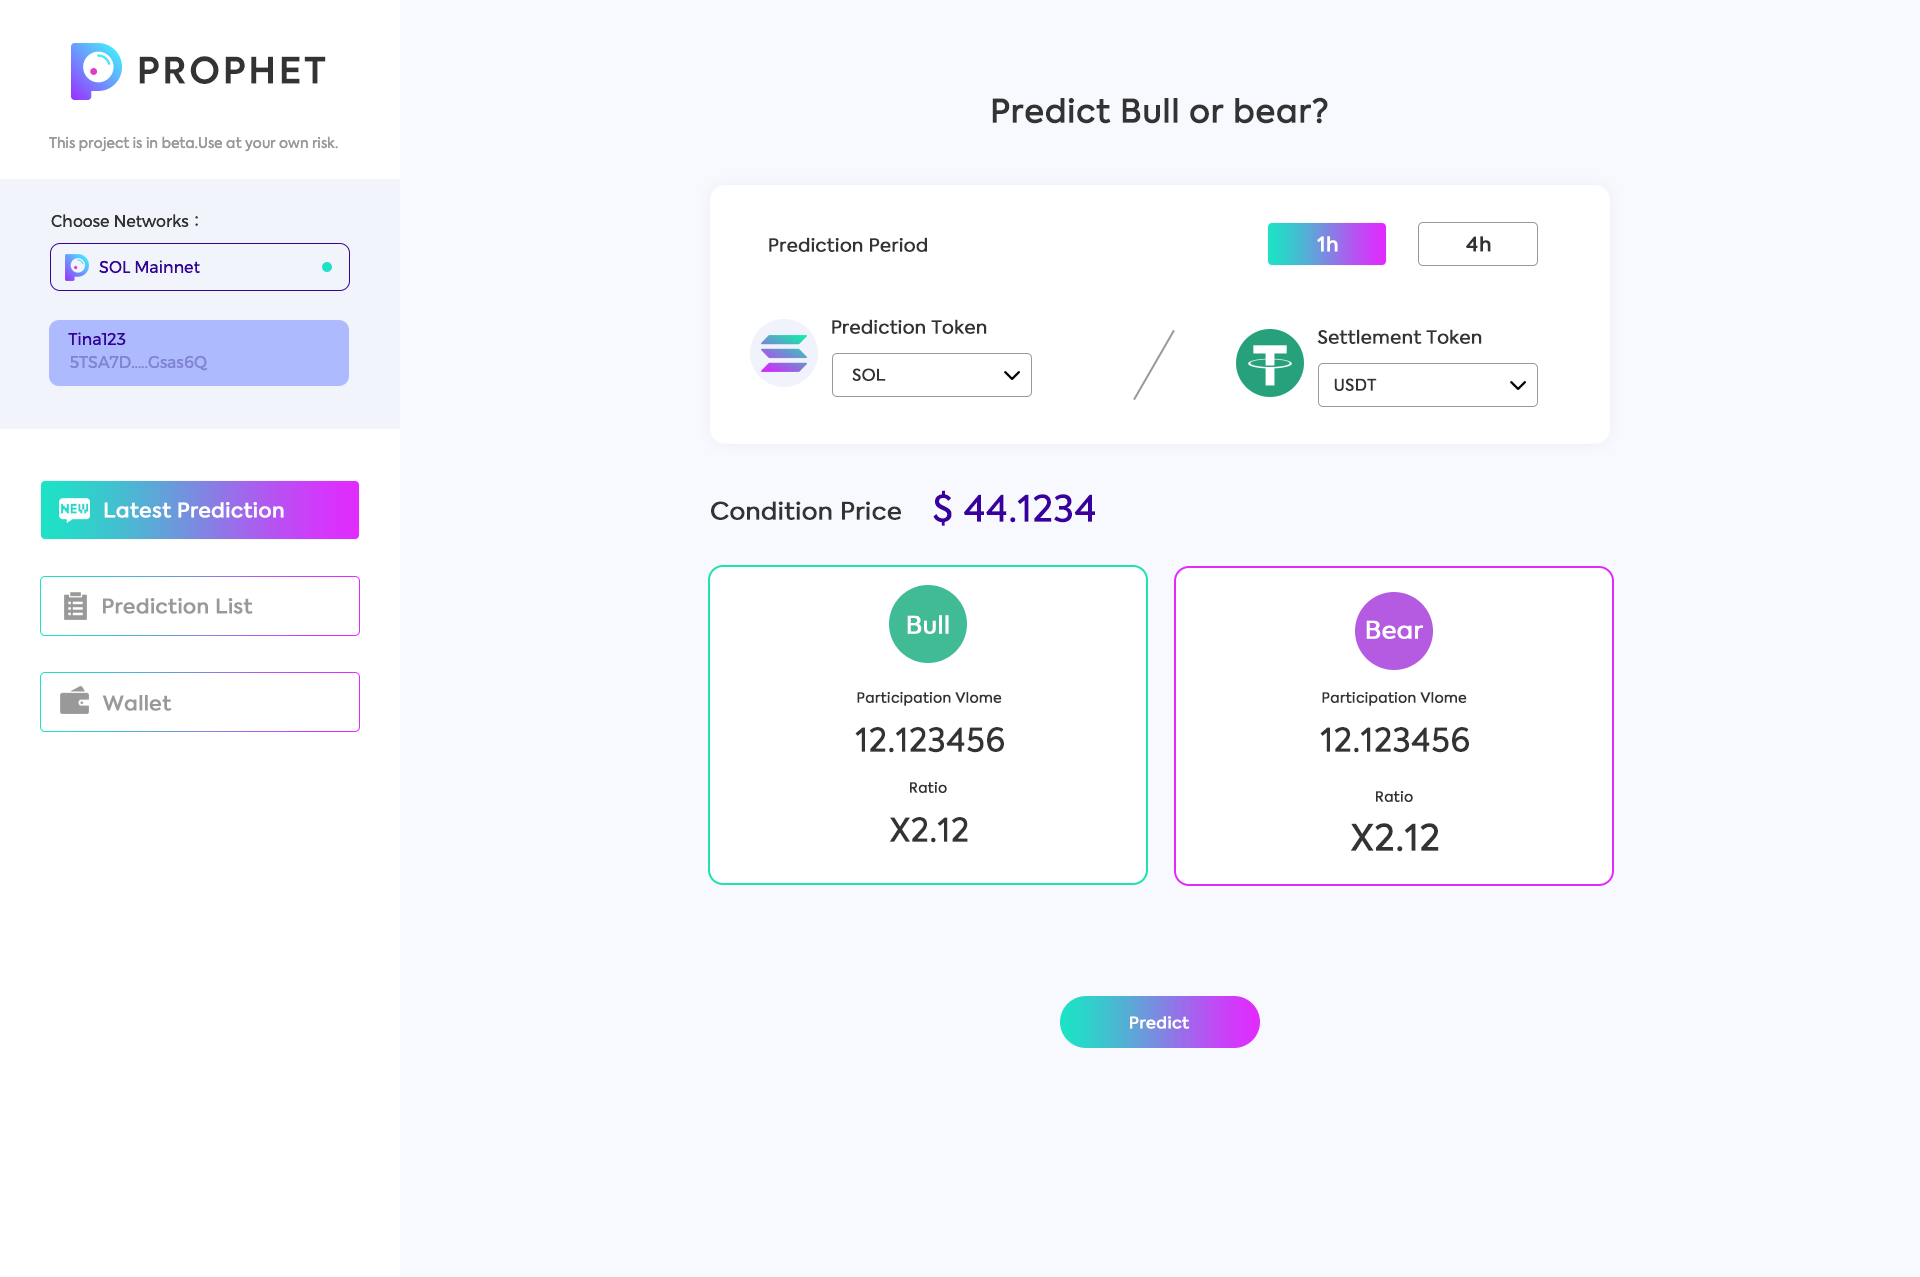 PROPHET
This project is in beta.Use at your own risk.
Choose Networks：
SOL Mainnet
Tina123
5TSA7D.....Gsas6Q
NEW Latest Prediction
Prediction List
Wallet
Predict Bull or bear?
Prediction Period 1h 4h
Prediction Token
SOL
Settlement Token
USDT
Condition Price $ 44.1234
Bull
Participation Vlome
12.123456
Ratio
X2.12
Bear
Participation Vlome
12.123456
Ratio
X2.12
Predict